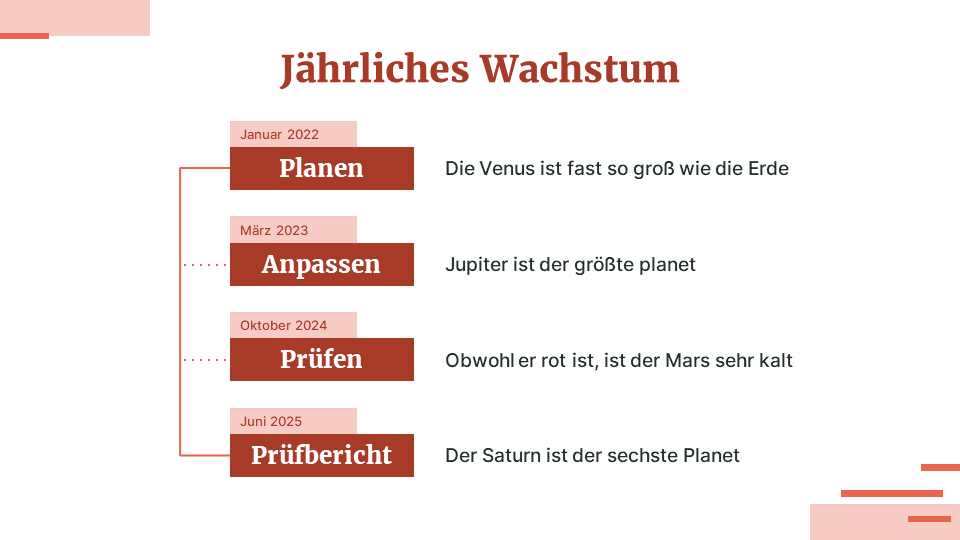 Jährliches Wachstum
Januar 2022
Planen
Die Venus ist fast so groß wie die Erde
März 2023
Anpassen
Jupiter ist der größte planet
Oktober 2024
Prüfen
Obwohl er rot ist, ist der Mars sehr kalt
Juni 2025
Prüfbericht
Der Saturn ist der sechste Planet